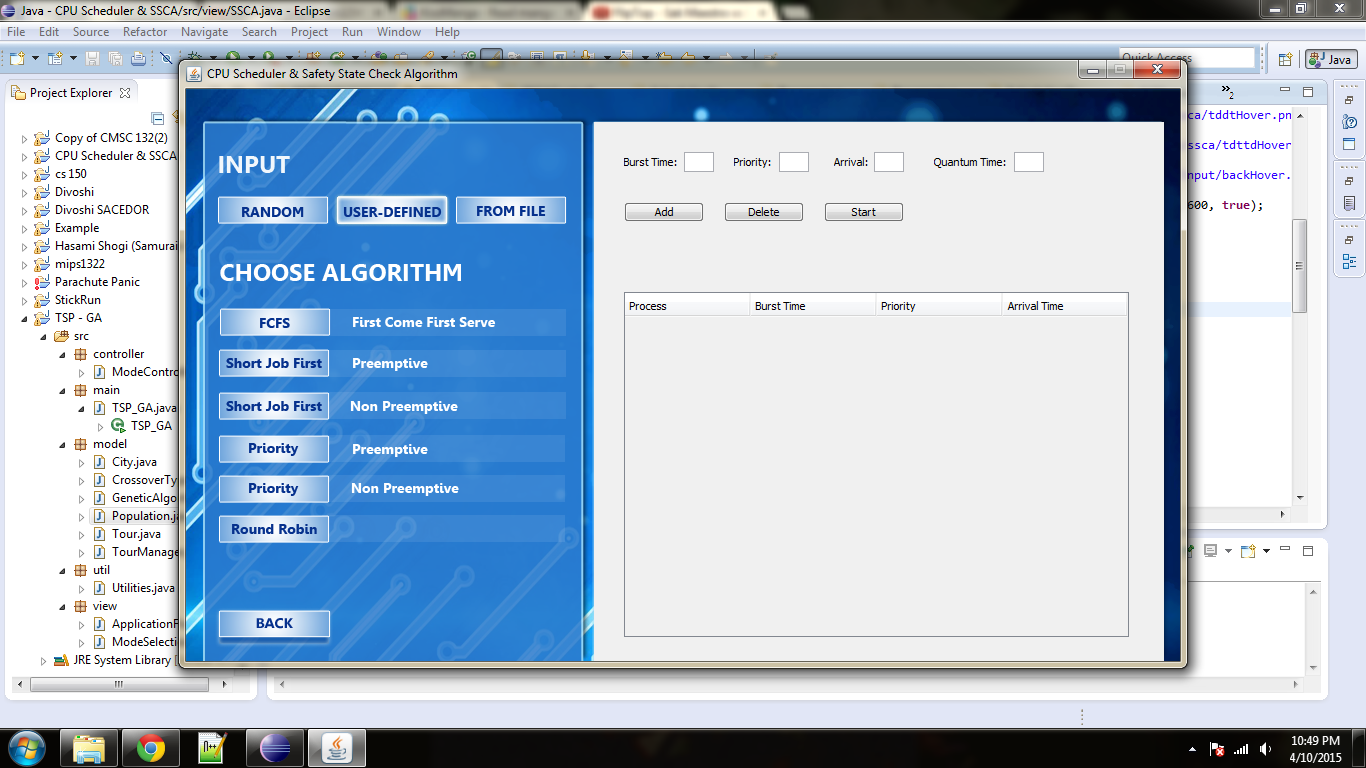 Java - CPU Scheduler & SSCA/src/view/SSCA.java - Eclipse
File Edit Source Refactor Navigate Search Project Run Window Help
Quick Access
Java
CPU Scheduler & Safety State Check Algorithm
Project Explorer
Copy of CMSC 132(2)
CPU Scheduler & SSCA
cs 150
Divoshi
Divoshi SACEDOR
Example
Hasami Shogi (Samurai
mips1322
Parachute Panic
StickRun
TSP - GA
src
controller
ModeContro
main
TSP_GA.java
TSP_GA
model
City.java
CrossoverTy
GeneticAlgo
Population.ja
Tour.java
TourManage
util
Utilities.java
view
ApplicationF
ModeSelecti
JRE System Library
INPUT
RANDOM USER-DEFINED FROM FILE
CHOOSE ALGORITHM
FCFS First Come First Serve
Short Job First Preemptive
Short Job First Non Preemptive
Priority Preemptive
Priority Non Preemptive
Round Robin
BACK
Burst Time: Priority: Arrival: Quantum Time:
Add Delete Start
Process Burst Time Priority Arrival Time
2
ca/tddtHover.pn
ssca/tdttdHover
nput/backHover.
600, true);
10:49 PM
4/10/2015